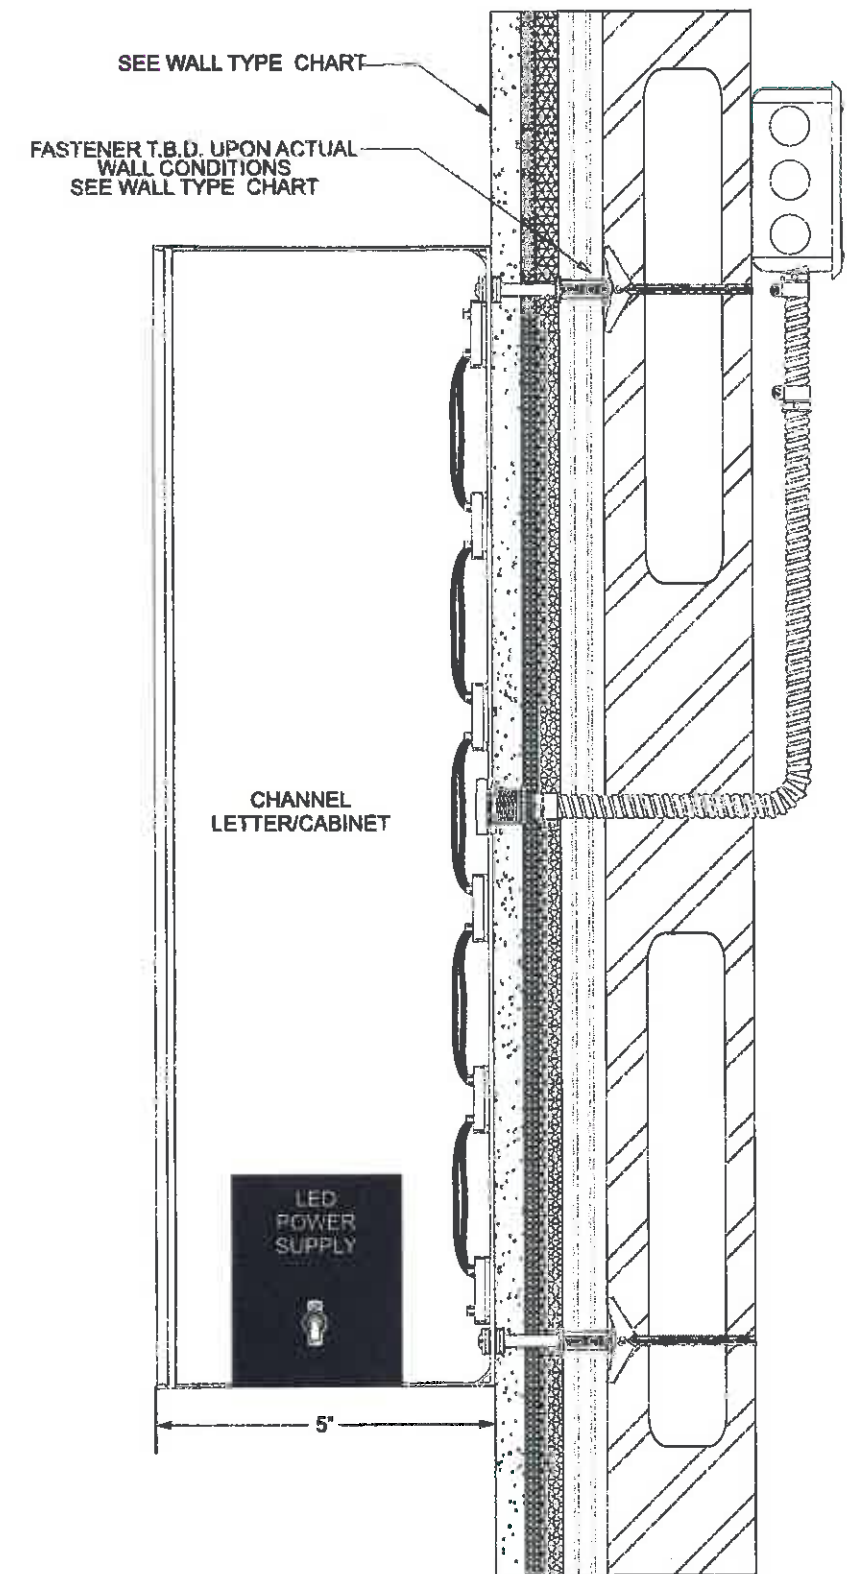 SEE WALL TYPE CHART
FASTENER T.B.D. UPON ACTUAL
WALL CONDITIONS
SEE WALL TYPE CHART
CHANNEL
LETTER/CABINET
LED
POWER
SUPPLY
5"